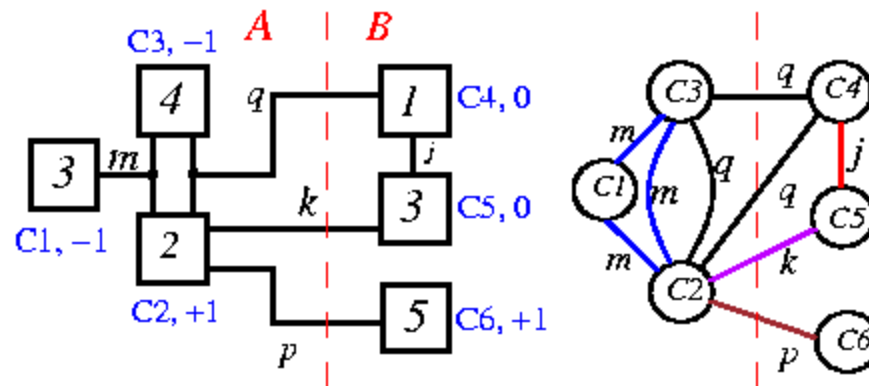 A B
C3, -1
4
q
1
C4, 0
3
m
j
k
3
C5, 0
C1, -1
2
C2, +1
5
C6, +1
p
q
C3
C4
m
q
j
C1
m
q
C5
m
k
C2
p
C6